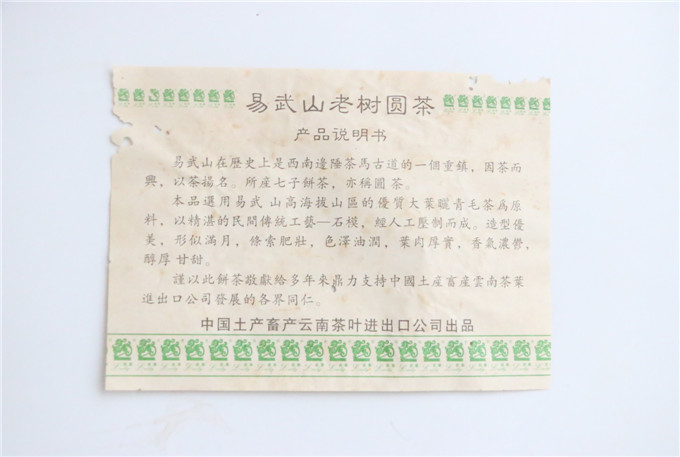 易武山老树圆茶
产品说明书
易武山在歷史上是西南邊陲茶馬古道的一個重鎮，因茶而
興，以茶揚名。所産七子餅茶，亦稱圓茶。
本品選用易武山高海拔山區的優質大葉曬青毛茶爲原
料，以精湛的民間傳統工藝—石模，經人工壓制而成。造型優
美，形似滿月，條索肥壯，色澤油潤，葉内厚實，香氣濃鬱，
醇厚甘甜。
謹以此餅茶敬獻給多年來鼎力支持中國土産畜産雲南茶葉
進出口公司發展的各界同仁。
中国土产畜产云南茶叶进出口公司出品